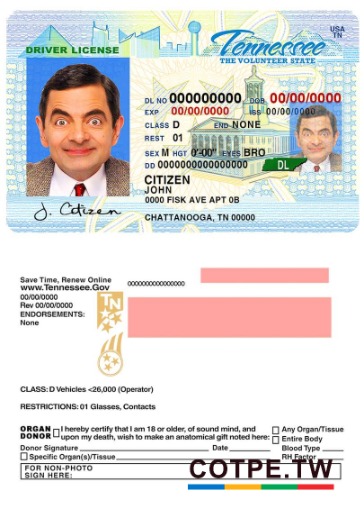 USA
TN
DRIVER LICENSE
Tennessee
THE VOLUNTEER STATE
DL NO 000000000 DOB 00/00/0000
EXP 00/00/0000 ISS 00/00/0000
CLASS D END NONE
REST 01
SEX M HGT 0'-00" EYES BRO
DD 0000000000000000
DL
CITIZEN
JOHN
0000 FISK AVE APT 0B
CHATTANOOGA, TN 00000
J. Citizen
Save Time, Renew Online
www.Tennessee.Gov
00/00/0000
Rev 00/00/0000
ENDORSEMENTS:
None
0000000000000000
TN
CLASS: D Vehicles <26,000 (Operator)
RESTRICTIONS: 01 Glasses, Contacts
ORGAN DONOR I hereby certify that I am 18 or older, of sound mind, and
upon my death, wish to make an anatomical gift noted here:
Any Organ/Tissue
Entire Body
Donor Signature Date Blood Type
Specific Organ(s)/Tissue RH Factor
FOR NON-PHOTO
SIGN HERE:
COTPE.TW